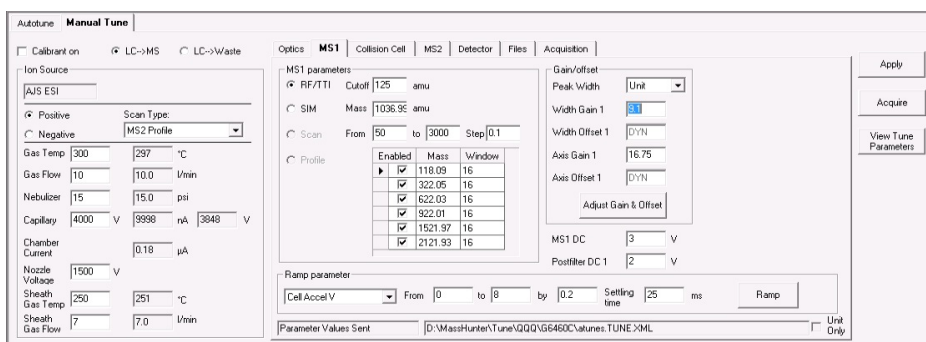 Autotune Manual Tune
Calibrant on LC-->MS LC-->Waste
Ion Source
AJS ESI
Positive Scan Type:
Negative MS2 Profile
Gas Temp 300 297 °C
Gas Flow 10 10.0 l/min
Nebulizer 15 15.0 psi
Capillary 4000 V 9998 nA 3848 V
Chamber
Current 0.18 µA
Nozzle
Voltage 1500 V
Sheath
Gas Temp 250 251 °C
Sheath
Gas Flow 7 7.0 l/min
Optics MS1 Collision Cell MS2 Detector Files Acquisition
MS1 parameters
RF/TTI Cutoff 125 amu
SIM Mass 1036.99 amu
Scan From 50 to 3000 Step 0.1
Profile
Enabled Mass Window
118.09 16
322.05 16
622.03 16
922.01 16
1521.97 16
2121.93 16
Gain/offset
Peak Width Unit
Width Gain 1 9.1
Width Offset 1 DYN
Axis Gain 1 16.75
Axis Offset 1 DYN
Adjust Gain & Offset
MS1 DC 3 V
Postfilter DC 1 2 V
Ramp parameter
Cell Accel V From 0 to 8 by 0.2 Settling
time 25 ms Ramp
Parameter Values Sent D:\MassHunter\Tune\QQQ\G6460C\atunes.TUNE.XML Unit
Only
Apply
Acquire
View Tune
Parameters